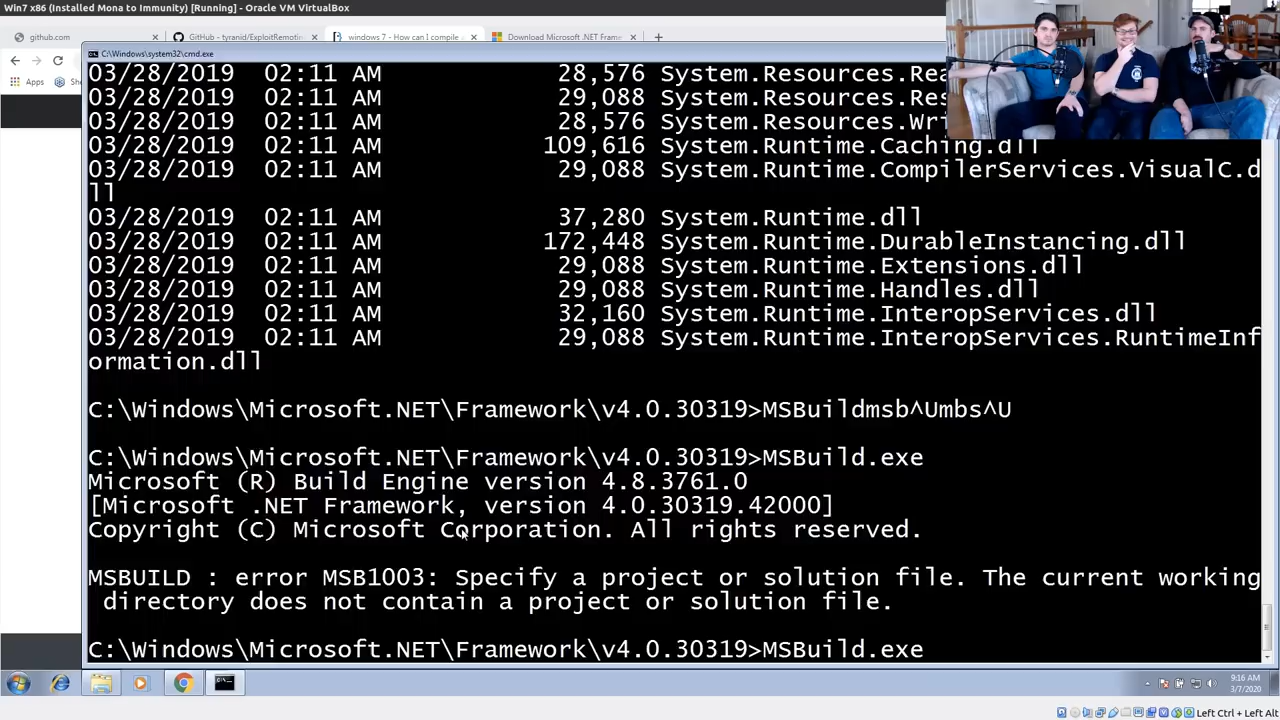 Win7 x86 (Installed Mona to Immunity) [Running] - Oracle VM VirtualBox
github.com
GitHub - tyranid/ExploitRemotin
windows 7 - How can I compile
Download Microsoft .NET Fram
Apps
C:\Windows\system32\cmd.exe
03/28/2019 02:11 AM 28,576 System.Resources.Rea
03/28/2019 02:11 AM 29,088 System.Resources.Res
03/28/2019 02:11 AM 28,576 System.Resources.Wri
03/28/2019 02:11 AM 109,616 System.Runtime.Caching.dll
03/28/2019 02:11 AM 29,088 System.Runtime.CompilerServices.VisualC.d
ll
03/28/2019 02:11 AM 37,280 System.Runtime.dll
03/28/2019 02:11 AM 172,448 System.Runtime.DurableInstancing.dll
03/28/2019 02:11 AM 29,088 System.Runtime.Extensions.dll
03/28/2019 02:11 AM 29,088 System.Runtime.Handles.dll
03/28/2019 02:11 AM 32,160 System.Runtime.InteropServices.dll
03/28/2019 02:11 AM 29,088 System.Runtime.InteropServices.RuntimeInf
ormation.dll
C:\Windows\Microsoft.NET\Framework\v4.0.30319>MSBuildmsb^Umbs^U
C:\Windows\Microsoft.NET\Framework\v4.0.30319>MSBuild.exe
Microsoft (R) Build Engine version 4.8.3761.0
[Microsoft .NET Framework, version 4.0.30319.42000]
Copyright (C) Microsoft Corporation. All rights reserved.
MSBUILD : error MSB1003: Specify a project or solution file. The current working
directory does not contain a project or solution file.
C:\Windows\Microsoft.NET\Framework\v4.0.30319>MSBuild.exe
9:16 AM
3/7/2020
Left Ctrl + Left Alt